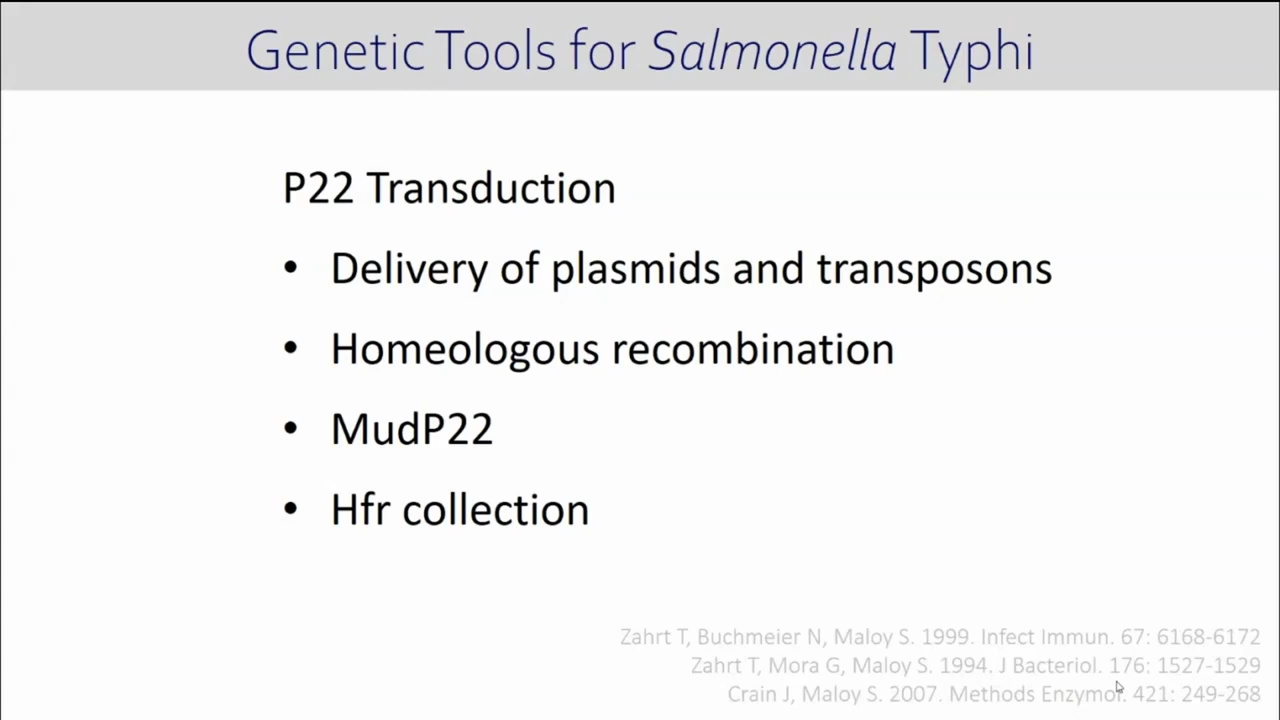 Genetic Tools for Salmonella Typhi
P22 Transduction
• Delivery of plasmids and transposons
• Homeologous recombination
• MudP22
• Hfr collection
Zahrt T, Buchmeier N, Maloy S. 1999. Infect Immun. 67: 6168-6172
Zahrt T, Mora G, Maloy S. 1994. J Bacteriol. 176: 1527-1529
Crain J, Maloy S. 2007. Methods Enzymol. 421: 249-268